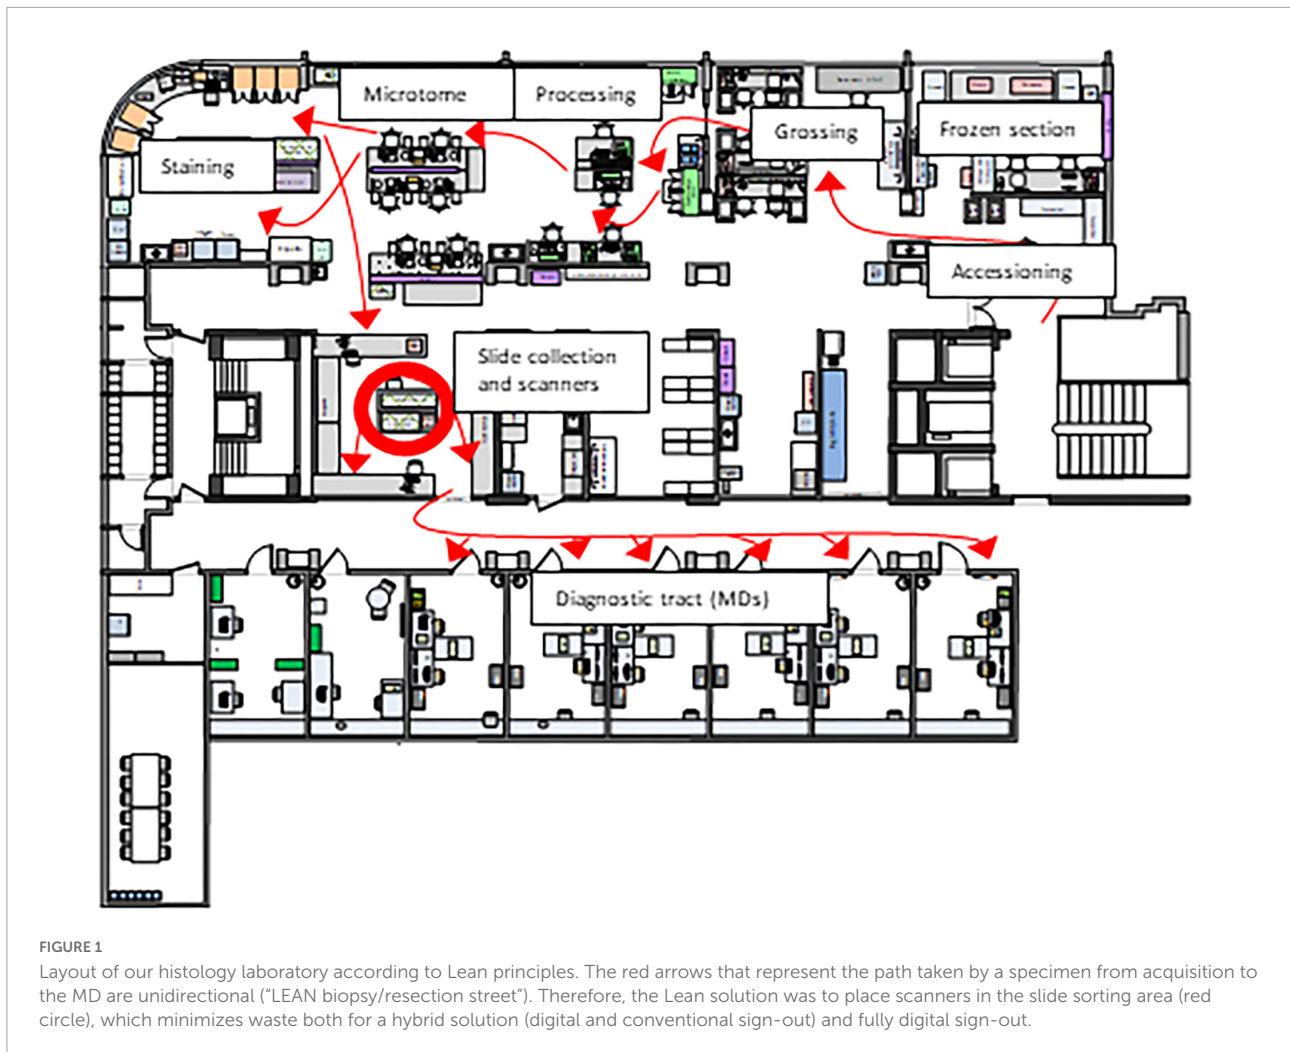 Microtome
Processing
Grossing
Frozen section
Staining
Accessioning
Slide collection
and scanners
Diagnostic tract (MDs)
FIGURE 1
Layout of our histology laboratory according to Lean principles. The red arrows that represent the path taken by a specimen from acquisition to
the MD are unidirectional (“LEAN biopsy/resection street”). Therefore, the Lean solution was to place scanners in the slide sorting area (red
circle), which minimizes waste both for a hybrid solution (digital and conventional sign-out) and fully digital sign-out.